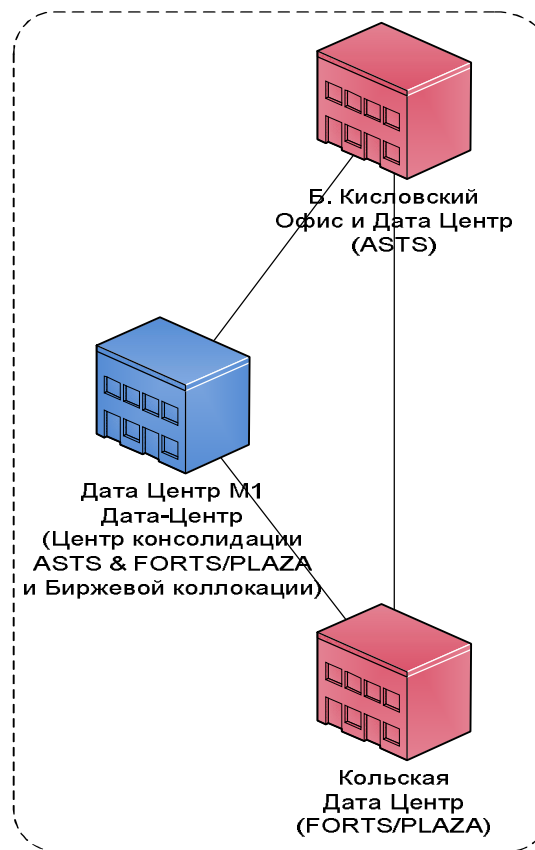 Б. Кисловский
Офис и Дата Центр
(ASTS)
Дата Центр М1
Дата-Центр
(Центр консолидации
ASTS & FORTS/PLAZA
и Биржевой коллокации)
Кольская
Дата Центр
(FORTS/PLAZA)